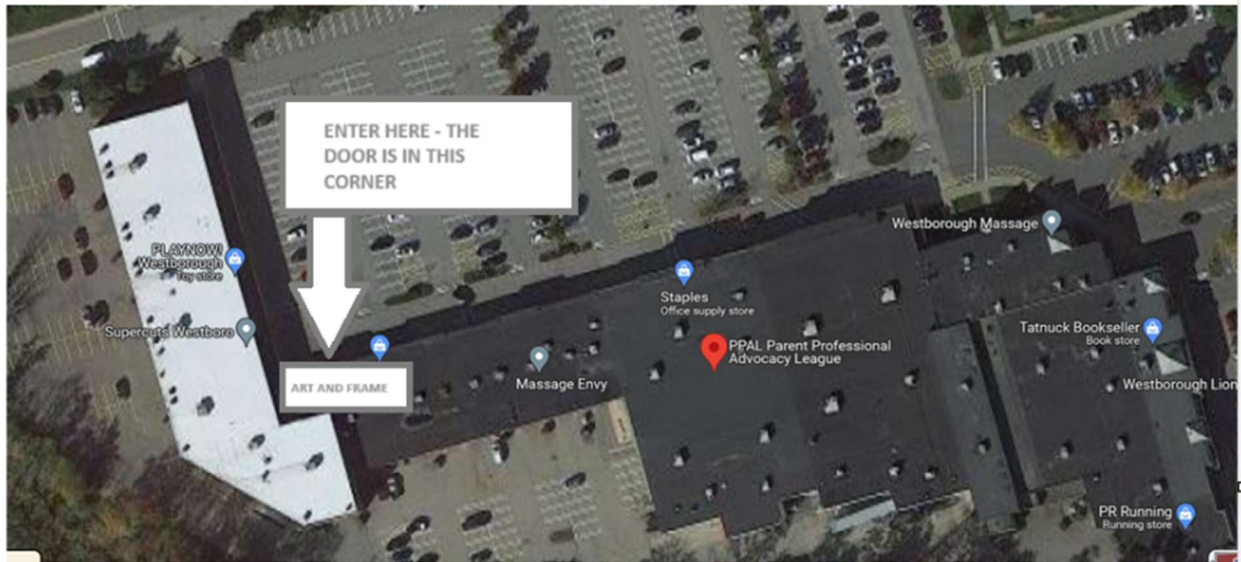 ENTER HERE - THE
DOOR IS IN THIS
CORNER
Westborough Massage
PLAYNOW!
Westborough
Toy store
Staples
Office supply store
Supercuts Westboro
Tatnuck Bookseller
Book store
PPAL Parent Professional
Advocacy League
ART AND FRAME
Massage Envy
Westborough Lion
PR Running
Running store